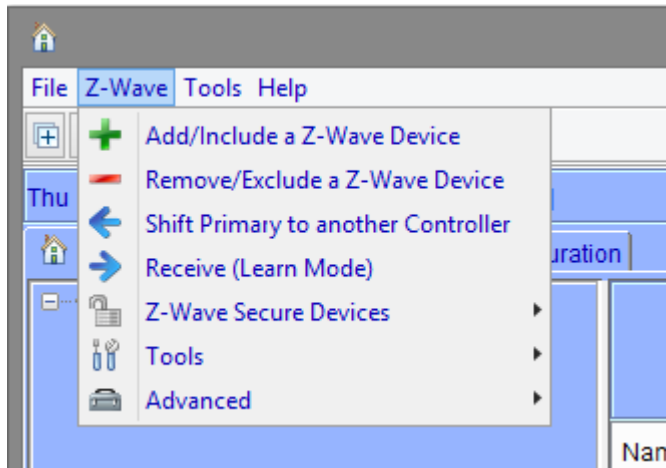 File Z-Wave Tools Help
Add/Include a Z-Wave Device
Remove/Exclude a Z-Wave Device
Thu
Shift Primary to another Controller
uration
Receive (Learn Mode)
Z-Wave Secure Devices
Tools
Advanced
Nan